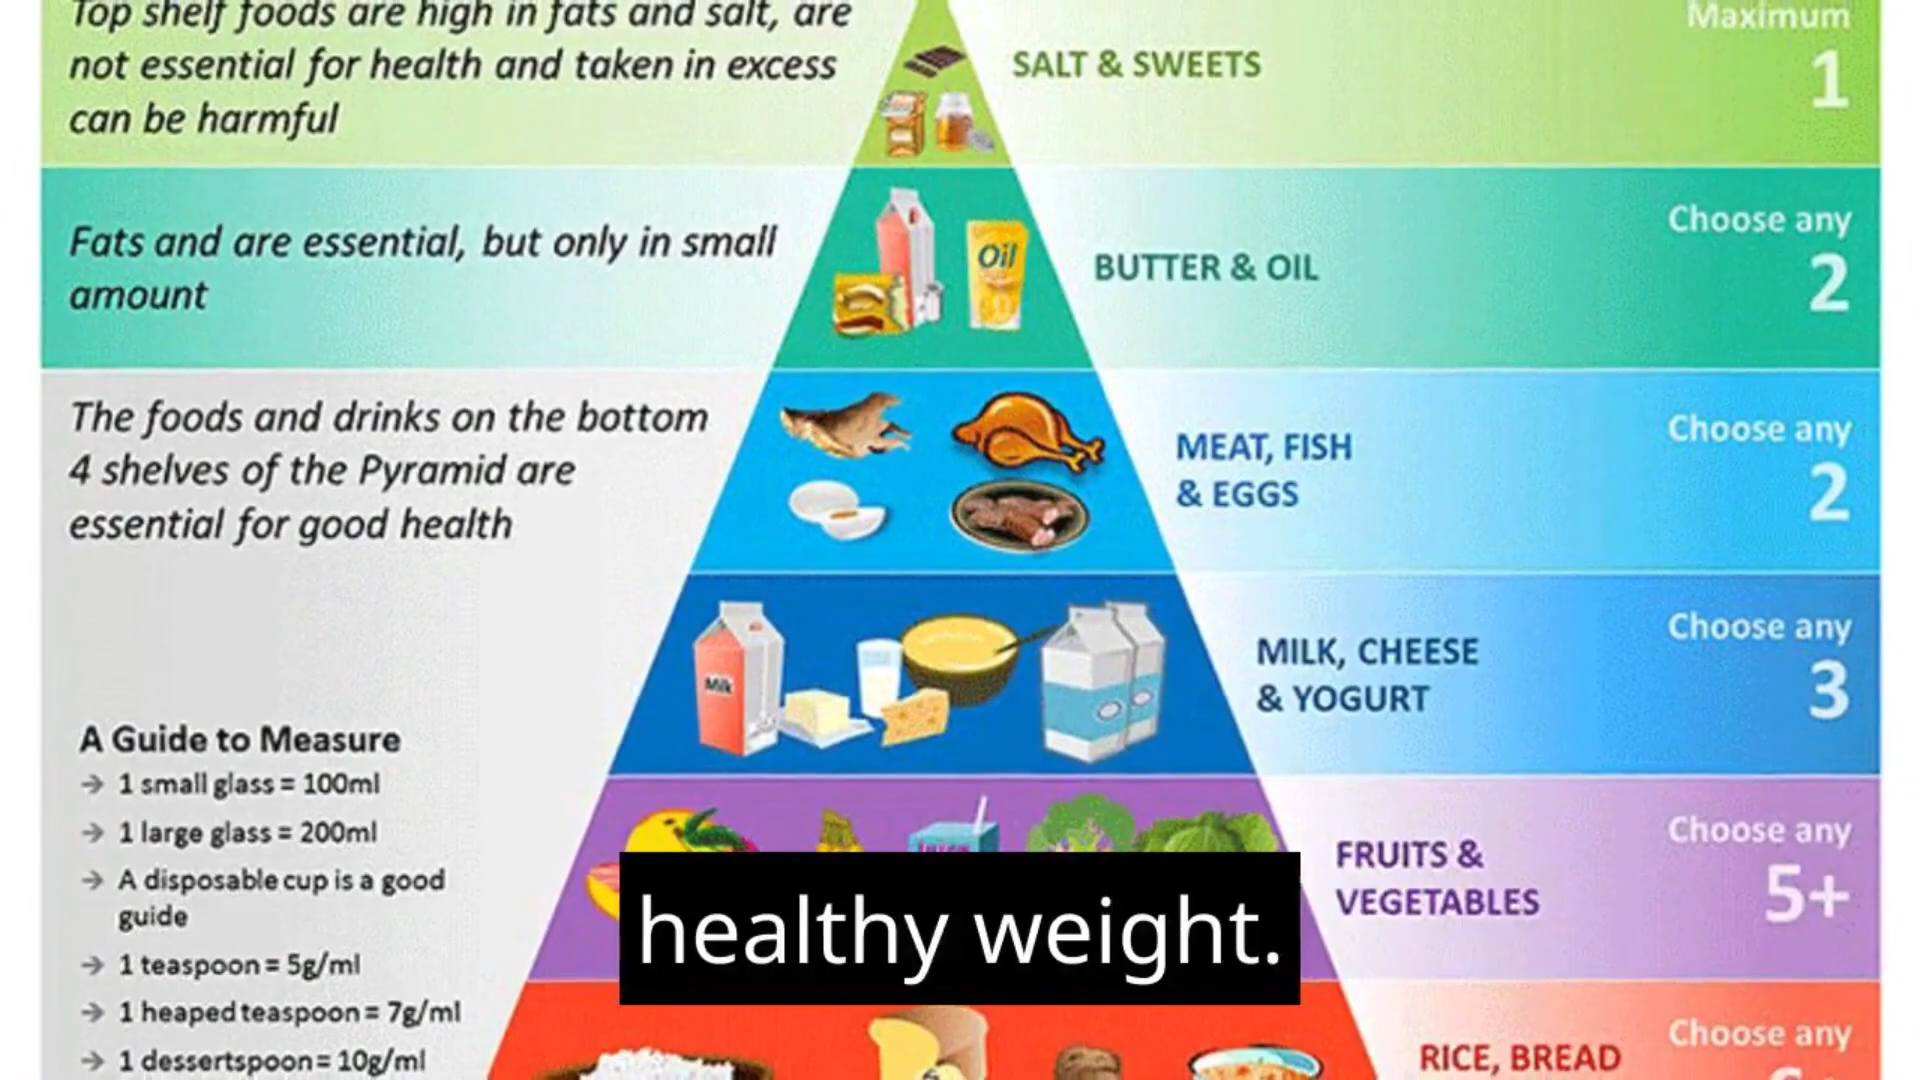 Top shelf foods are high in fats and salt, are
not essential for health and taken in excess
can be harmful
SALT & SWEETS
Maximum
1
Fats and are essential, but only in small
amount
Oil
BUTTER & OIL
Choose any
2
The foods and drinks on the bottom
4 shelves of the Pyramid are
essential for good health
MEAT, FISH
& EGGS
Choose any
2
Milk
MILK, CHEESE
& YOGURT
Choose any
3
A Guide to Measure
→ 1 small glass = 100ml
→ 1 large glass = 200ml
→ A disposable cup is a good
guide
→ 1 teaspoon = 5g/ml
→ 1 heaped teaspoon = 7g/ml
→ 1 dessertspoon = 10g/ml
FRUITS &
VEGETABLES
Choose any
5+
healthy weight.
RICE, BREAD
Choose any